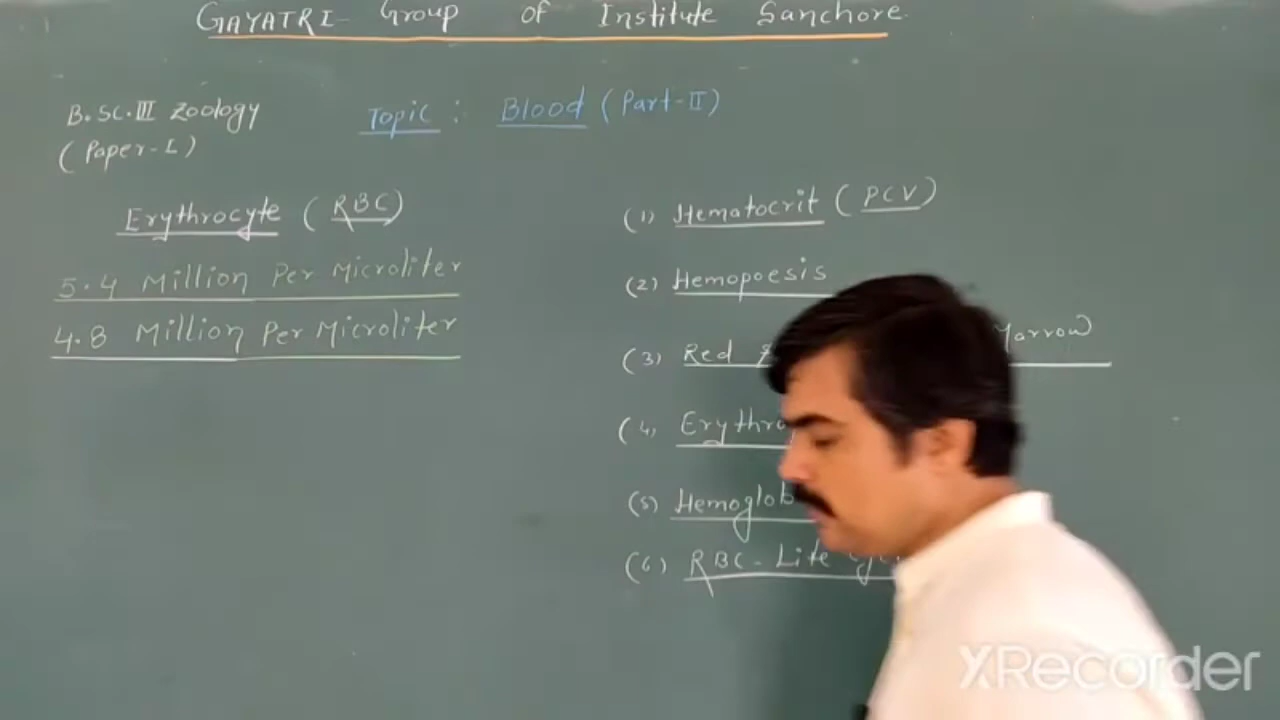 GAYATRI Group of Institute Sanchore
B.SC.III Zoology
(Paper-I)
Topic : Blood (Part-II)
Erythrocyte (RBC)
5.4 Million Per Microliter
4.8 Million Per Microliter
(1) Hematocrit (PCV)
(2) Hemopoesis
(3) Red Marrow
(4)
(5)
(6) RBC - Life
XRecorder